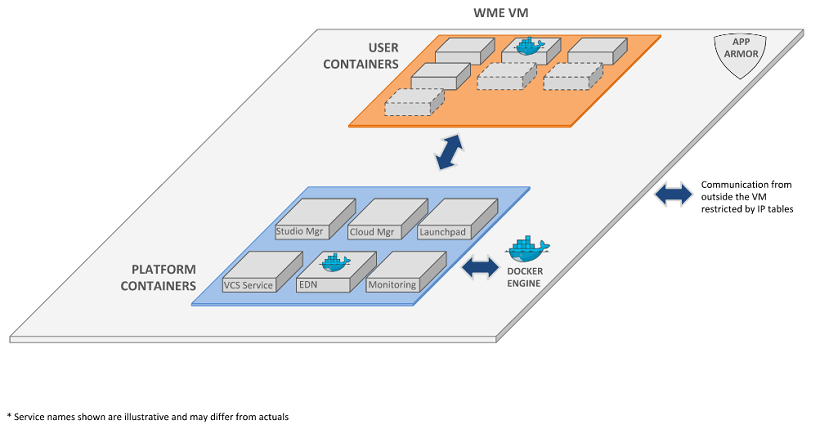 WME VM
USER
CONTAINERS
APP
ARMOR
Communication from
outside the VM
restricted by IP tables
Studio Mgr
Cloud Mgr
Launchpad
PLATFORM
CONTAINERS
VCS Service
EDN
Monitoring
DOCKER
ENGINE
* Service names shown are illustrative and may differ from actuals